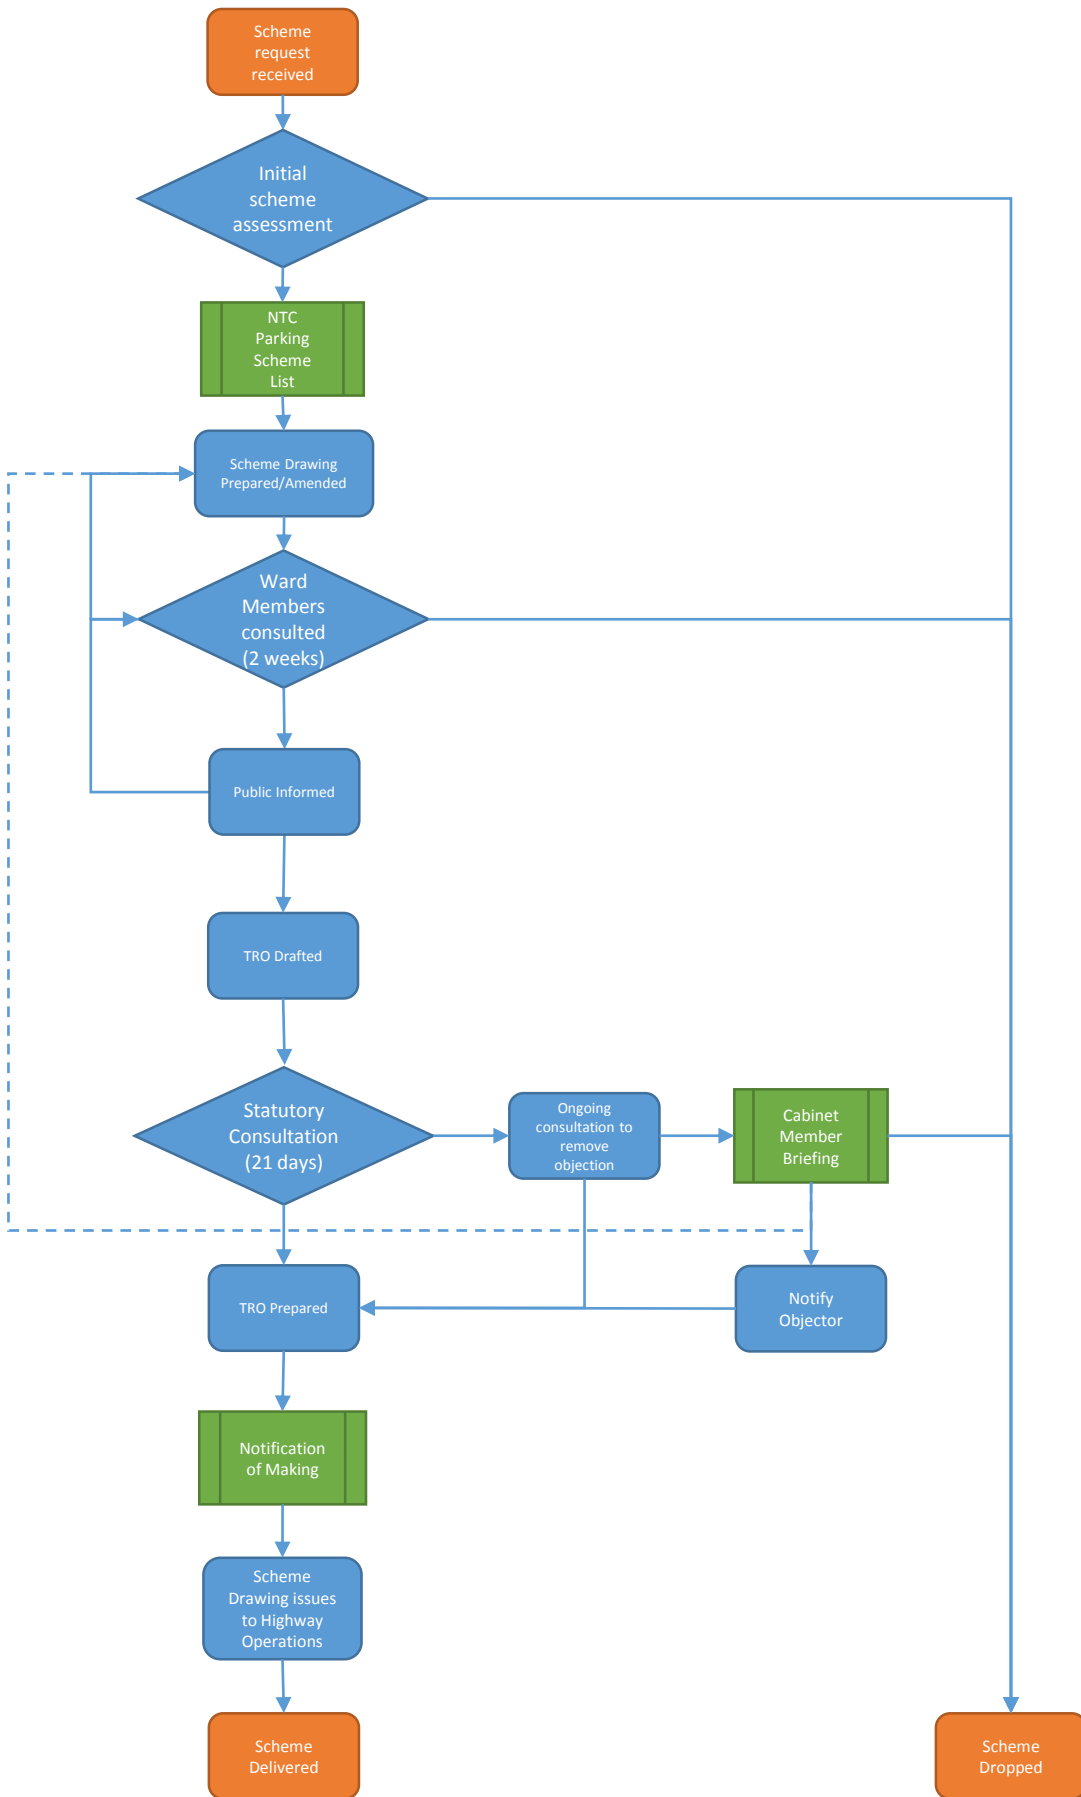 Scheme
request
received
Initial
scheme
assessment
NTC
Parking
Scheme
List
Scheme Drawing
Prepared/Amended
Ward
Members
consulted
(2 weeks)
Public Informed
TRO Drafted
Statutory
Consultation
(21 days)
Ongoing
consultation to
remove
objection
Cabinet
Member
Briefing
TRO Prepared
Notify
Objector
Notification
of Making
Scheme
Drawing issues
to Highway
Operations
Scheme
Delivered
Scheme
Dropped